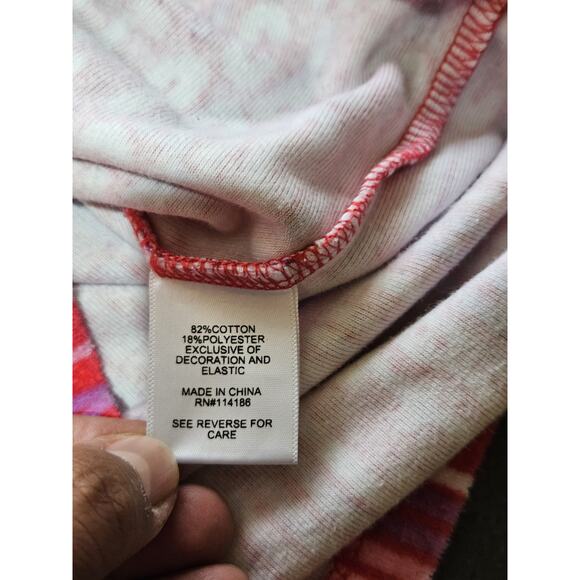 82%COTTON
18%POLYESTER
EXCLUSIVE OF
DECORATION AND
ELASTIC
MADE IN CHINA
RN#114186
SEE REVERSE FOR
CARE